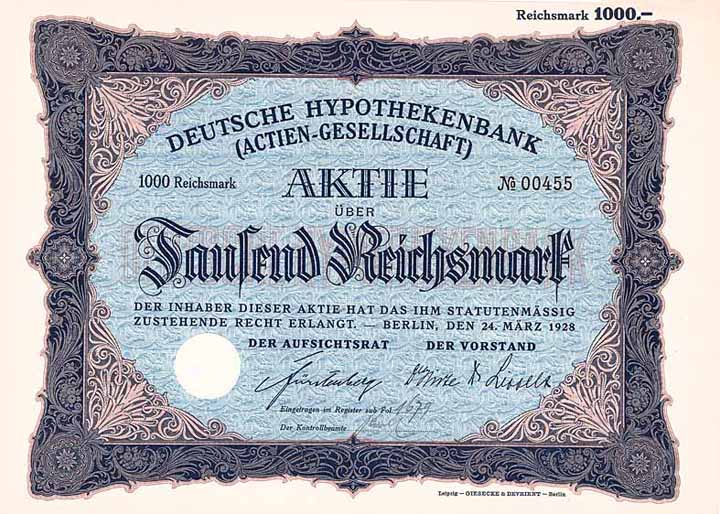 Reichsmark 1000.—
DEUTSCHE HYPOTHEKENBANK
(ACTIEN-GESELLSCHAFT)
1000 Reichsmark AKTIE № 00455
ÜBER
Tausend Reichsmark
DER INHABER DIESER AKTIE HAT DAS IHM STATUTENMÄSSIG
ZUSTEHENDE RECHT ERLANGT. — BERLIN, DEN 24. MÄRZ 1928
DER AUFSICHTSRAT DER VORSTAND
Fürstenberg
Eingetragen im Register sub Fol.
Der Kontrollbeamte
Leipzig — GIESECKE & DEVRIENT — Berlin